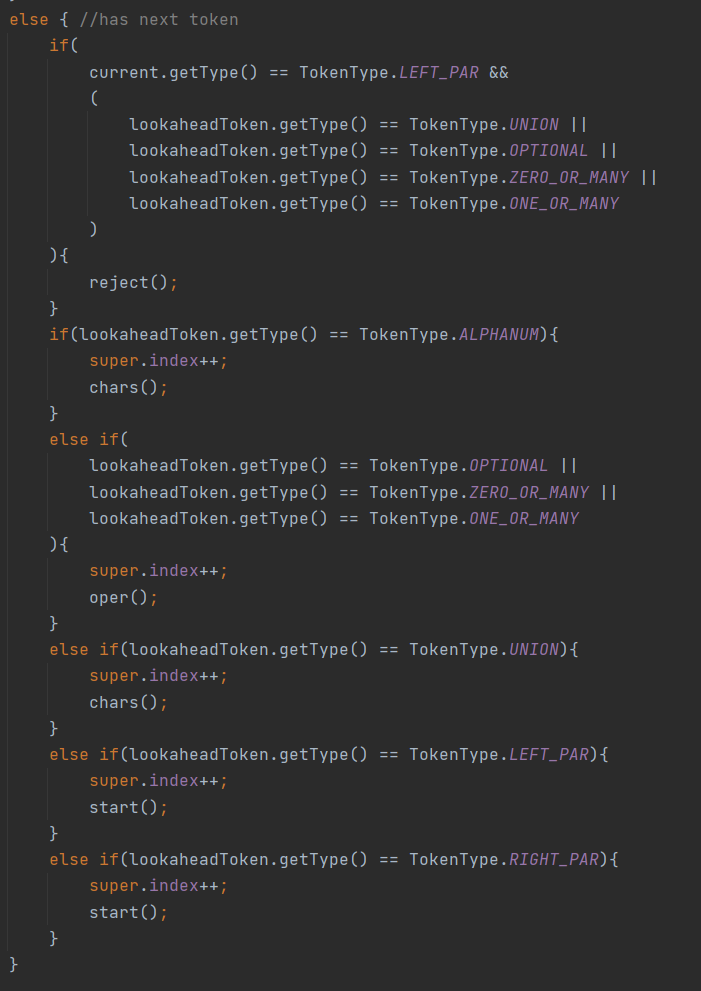 else { //has next token
if(
current.getType() == TokenType.LEFT_PAR &&
(
lookaheadToken.getType() == TokenType.UNION ||
lookaheadToken.getType() == TokenType.OPTIONAL ||
lookaheadToken.getType() == TokenType.ZERO_OR_MANY ||
lookaheadToken.getType() == TokenType.ONE_OR_MANY
)
){
reject();
}
if(lookaheadToken.getType() == TokenType.ALPHANUM){
super.index++;
chars();
}
else if(
lookaheadToken.getType() == TokenType.OPTIONAL ||
lookaheadToken.getType() == TokenType.ZERO_OR_MANY ||
lookaheadToken.getType() == TokenType.ONE_OR_MANY
){
super.index++;
oper();
}
else if(lookaheadToken.getType() == TokenType.UNION){
super.index++;
chars();
}
else if(lookaheadToken.getType() == TokenType.LEFT_PAR){
super.index++;
start();
}
else if(lookaheadToken.getType() == TokenType.RIGHT_PAR){
super.index++;
start();
}
}